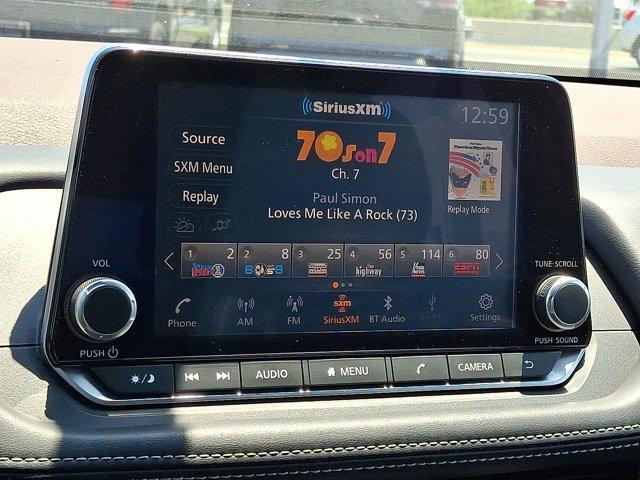 SiriusXM
12:59
Source
70s on 7
SXM Menu
Ch. 7
Replay
Paul Simon
Loves Me Like A Rock (73)
Replay Mode
1 2
2 8
3 25
4 56
5 114
6 80
highway
ESPN
VOL
TUNE·SCROLL
Phone
AM
FM
sxm
SiriusXM
BT Audio
Settings
PUSH
PUSH SOUND
AUDIO
MENU
CAMERA